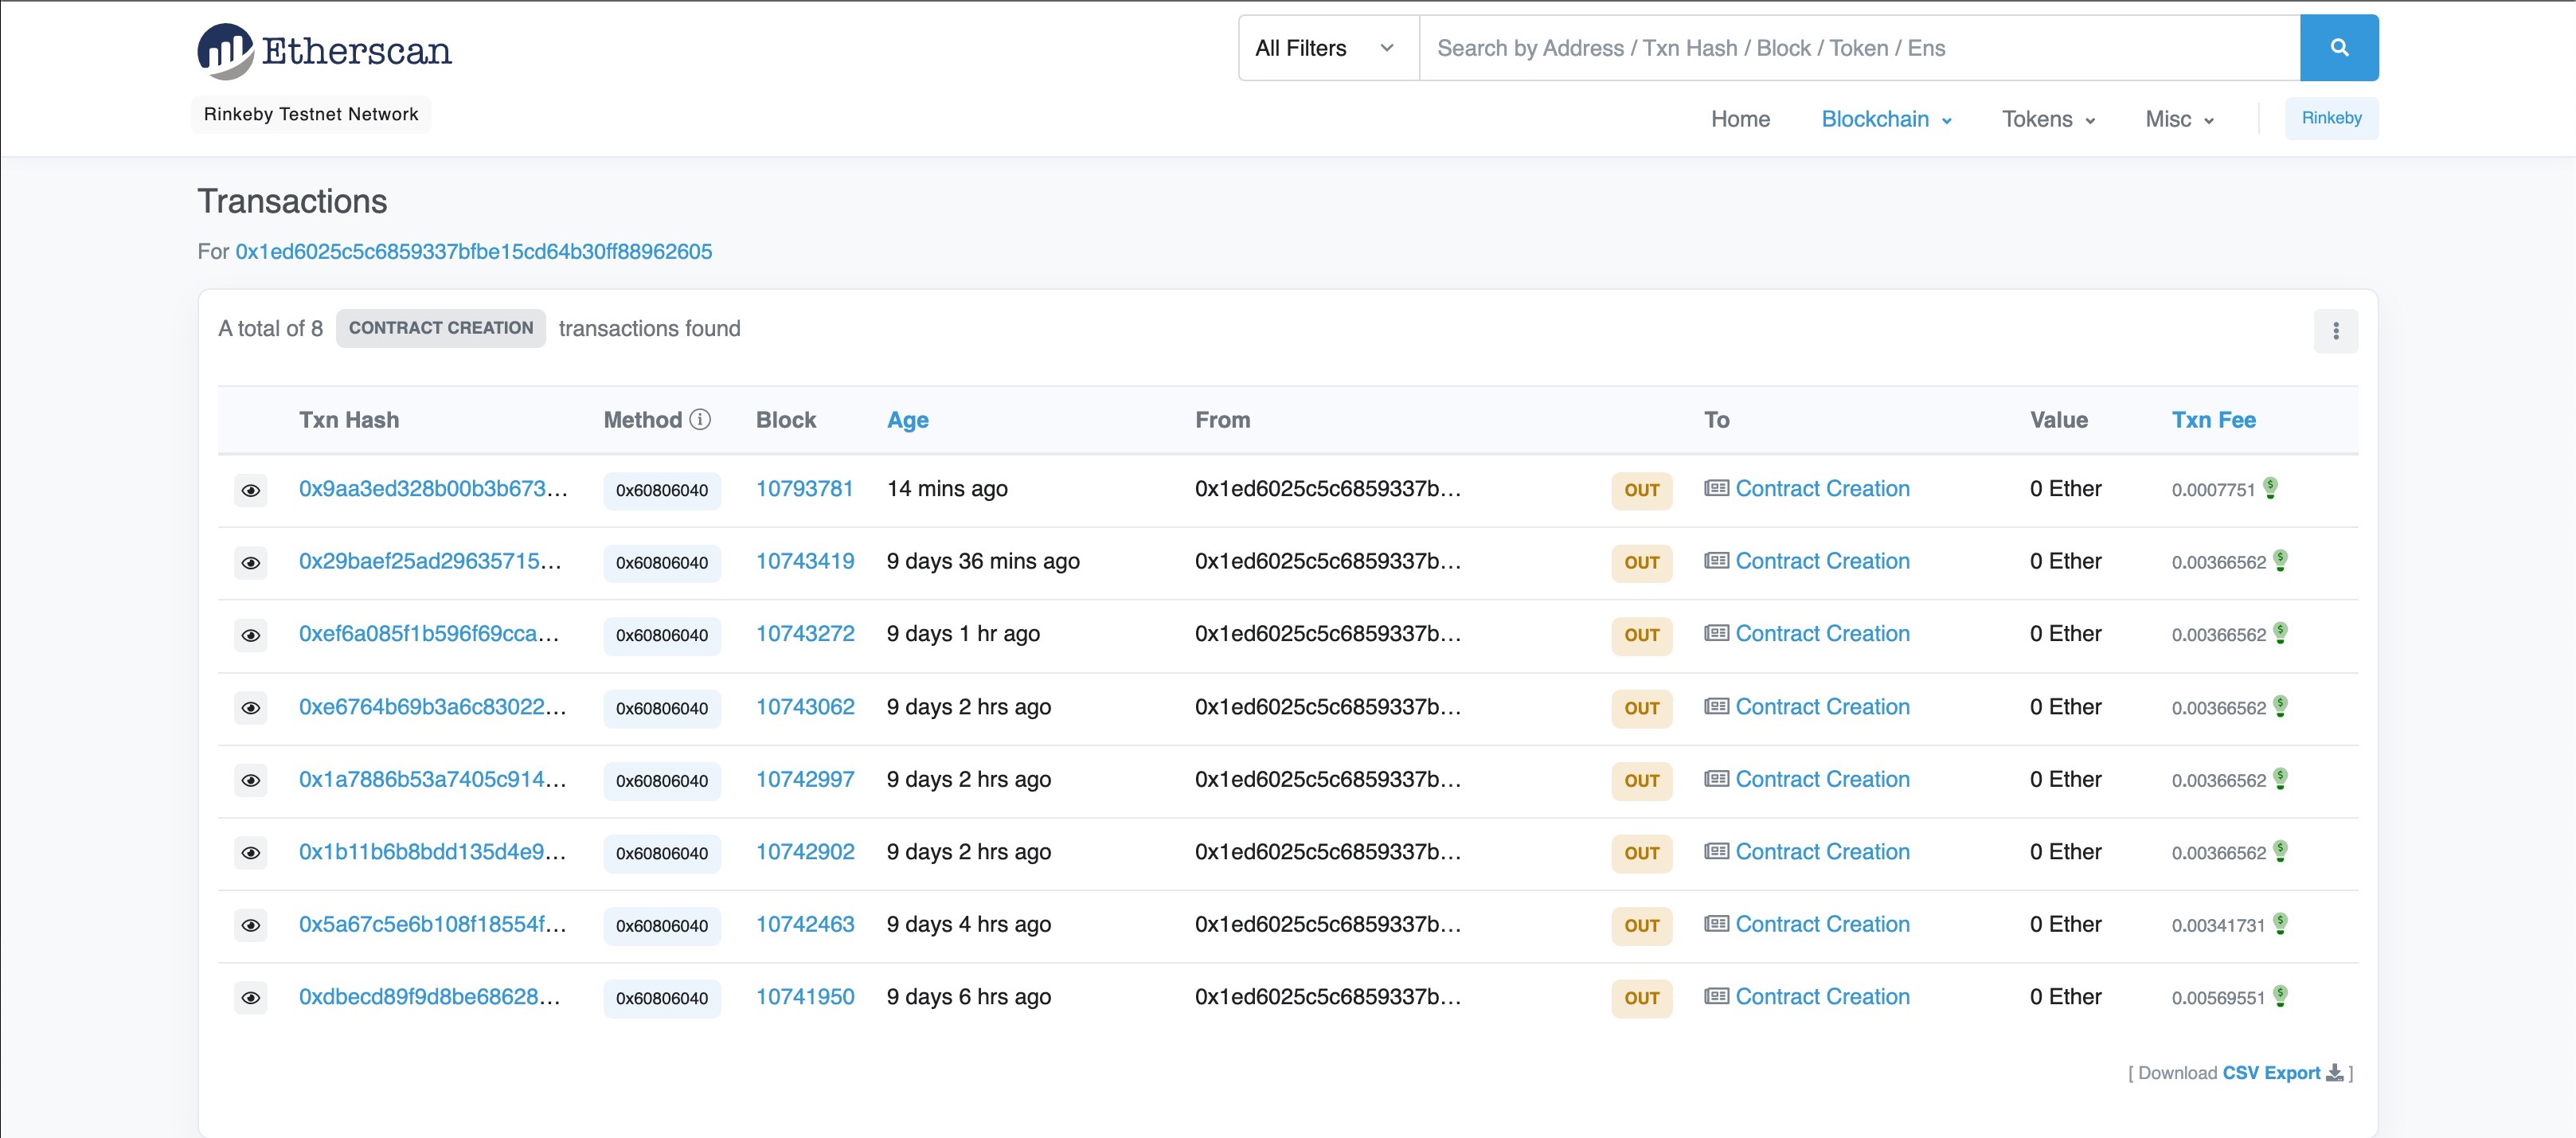 Etherscan
All Filters Search by Address / Txn Hash / Block / Token / Ens
Rinkeby Testnet Network
Home Blockchain Tokens Misc Rinkeby
Transactions
For 0x1ed6025c5c6859337bfbe15cd64b30ff88962605
A total of 8 CONTRACT CREATION transactions found
Txn Hash Method Block Age From To Value Txn Fee
0x9aa3ed328b00b3b673... 0x60806040 10793781 14 mins ago 0x1ed6025c5c6859337b... OUT Contract Creation 0 Ether 0.0007751
0x29baef25ad29635715... 0x60806040 10743419 9 days 36 mins ago 0x1ed6025c5c6859337b... OUT Contract Creation 0 Ether 0.00366562
0xef6a085f1b596f69cca... 0x60806040 10743272 9 days 1 hr ago 0x1ed6025c5c6859337b... OUT Contract Creation 0 Ether 0.00366562
0xe6764b69b3a6c83022... 0x60806040 10743062 9 days 2 hrs ago 0x1ed6025c5c6859337b... OUT Contract Creation 0 Ether 0.00366562
0x1a7886b53a7405c914... 0x60806040 10742997 9 days 2 hrs ago 0x1ed6025c5c6859337b... OUT Contract Creation 0 Ether 0.00366562
0x1b11b6b8bdd135d4e9... 0x60806040 10742902 9 days 2 hrs ago 0x1ed6025c5c6859337b... OUT Contract Creation 0 Ether 0.00366562
0x5a67c5e6b108f18554f... 0x60806040 10742463 9 days 4 hrs ago 0x1ed6025c5c6859337b... OUT Contract Creation 0 Ether 0.00341731
0xdbecd89f9d8be68628... 0x60806040 10741950 9 days 6 hrs ago 0x1ed6025c5c6859337b... OUT Contract Creation 0 Ether 0.00569551
[ Download CSV Export ]